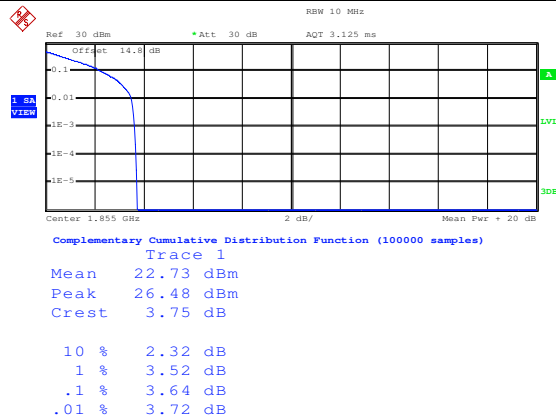 RBW 10 MHz
Ref 30 dBm *Att 30 dB AQT 3.125 ms
Offset 14.8 dB
0.1
A
0.01
1 SA
VIEW
1E-3
LVL
1E-4
1E-5
3DB
Center 1.855 GHz 2 dB/ Mean Pwr + 20 dB
Complementary Cumulative Distribution Function (100000 samples)
Trace 1
Mean 22.73 dBm
Peak 26.48 dBm
Crest 3.75 dB
10 % 2.32 dB
1 % 3.52 dB
.1 % 3.64 dB
.01 % 3.72 dB